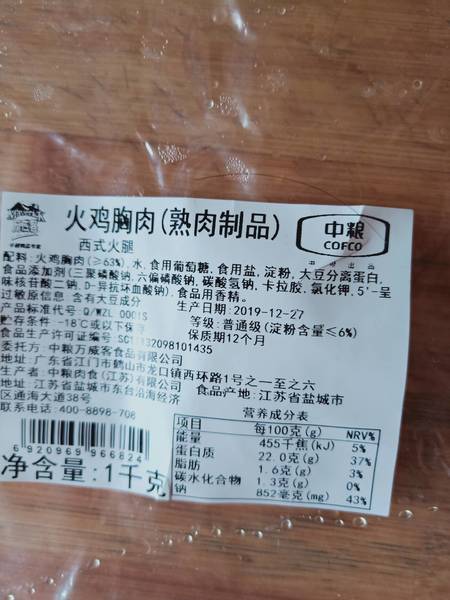 火鸡胸肉(熟肉制品)
西式火腿
中粮
COFCO
中粮出品
配料: 火鸡胸肉(≥63%), 水, 食用葡萄糖, 食用盐, 淀粉, 大豆分离蛋白,
食品添加剂(三聚磷酸钠, 六偏磷酸钠, 碳酸氢钠, 卡拉胶, 氯化钾, 5'-呈
味核苷酸二钠, D-异抗坏血酸钠), 食品用香精。
过敏原信息 含有大豆成分
生产日期:2019-12-27
产品标准代号:Q/WZL 0001S
等级:普通级(淀粉含量≤6%)
贮存条件 -18℃或以下保存
保质期12个月
食品生产许可证编号:SC 132098101435
委托方: 中粮万威客食品有限公司
地址: 广东省江门市鹤山市龙口镇西环路1号之一至之六
生产者: 中粮肉食(江苏)有限公司
食品产地: 江苏省盐城市
地址: 江苏省盐城市东台沿海经济
区通海大道38号
联系电话: 400-8898-708
6920969966824
净含量:1千克
营养成分表
项目 每100克(g) NRV%
能量 455千焦(kJ) 5%
蛋白质 22.0克(g) 37%
脂肪 1.6克(g) 3%
碳水化合物 1.3克(g) 0%
钠 852毫克(mg) 43%